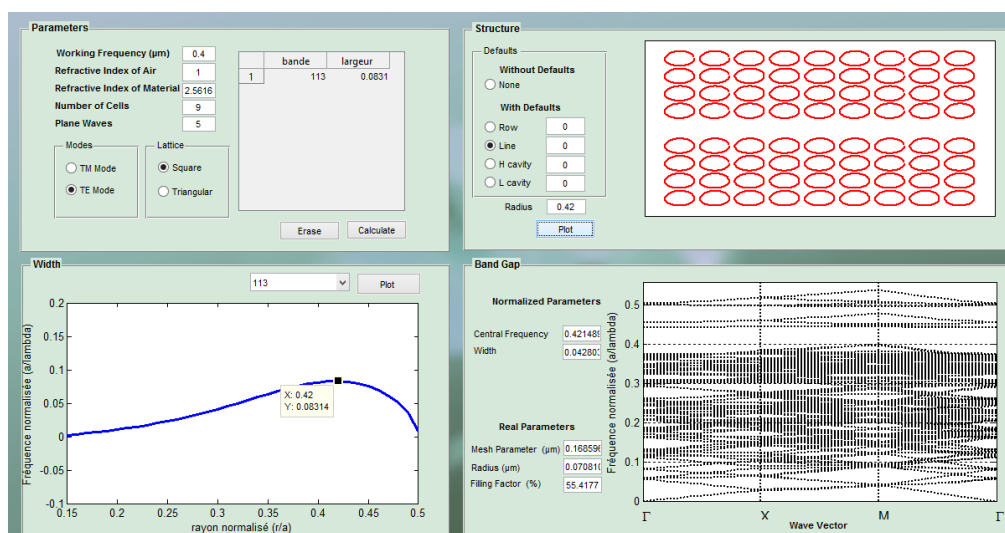 Parameters
Working Frequency (µm) 0.4
Refractive Index of Air 1
Refractive Index of Material 2.5616
Number of Cells 9
Plane Waves 5
bande largeur
1 113 0.0831
Modes
TM Mode
TE Mode
Lattice
Square
Triangular
Erase Calculate
Structure
Defaults
Without Defaults
None
With Defaults
Row 0
Line 0
H cavity 0
L cavity 0
Radius 0.42
Plot
Width
113 Plot
Fréquence normalisée (a/lambda)
0.2
0.15
0.1
0.05
0
-0.05
-0.1
X: 0.42
Y: 0.08314
0.15 0.2 0.25 0.3 0.35 0.4 0.45 0.5
rayon normalisé (r/a)
Band Gap
Normalized Parameters
Central Frequency 0.421489
Width 0.04280
Real Parameters
Mesh Parameter (µm) 0.168596
Radius (µm) 0.070810
Filling Factor (%) 55.4177
Fréquence normalisée (a/lambda)
0.5
0.4
0.3
0.2
0.1
0
Γ X M Γ
Wave Vector